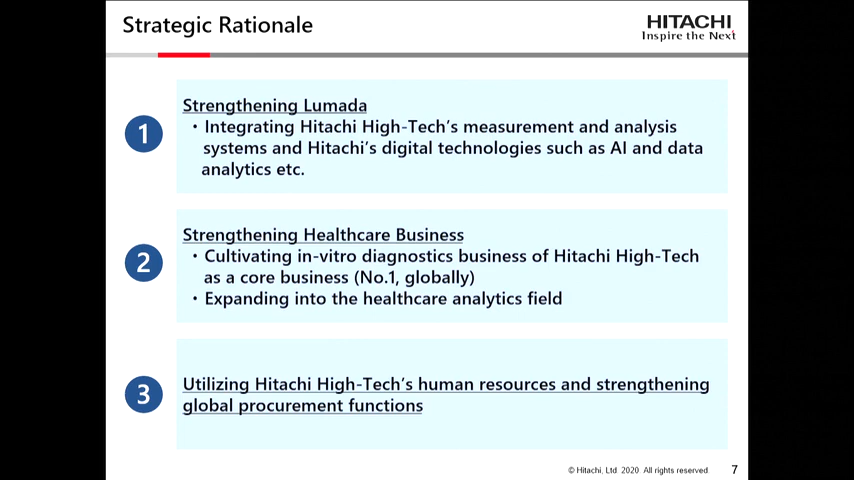 Strategic Rationale
HITACHI
Inspire the Next
1
Strengthening Lumada
・Integrating Hitachi High-Tech's measurement and analysis
systems and Hitachi's digital technologies such as AI and data
analytics etc.
2
Strengthening Healthcare Business
・Cultivating in-vitro diagnostics business of Hitachi High-Tech
as a core business (No.1, globally)
・Expanding into the healthcare analytics field
3
Utilizing Hitachi High-Tech's human resources and strengthening
global procurement functions
© Hitachi, Ltd 2020 All rights reserved.
7